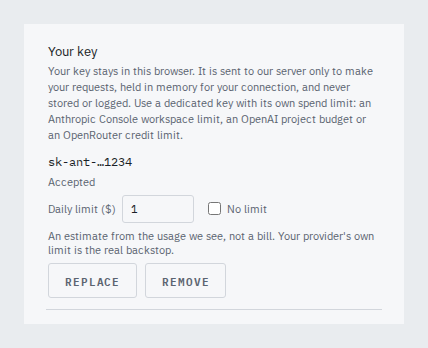 Your key
Your key stays in this browser. It is sent to our server only to make
your requests, held in memory for your connection, and never
stored or logged. Use a dedicated key with its own spend limit: an
Anthropic Console workspace limit, an OpenAI project budget or
an OpenRouter credit limit.
sk-ant-…1234
Accepted
Daily limit ($) 1 No limit
An estimate from the usage we see, not a bill. Your provider's own
limit is the real backstop.
REPLACE REMOVE